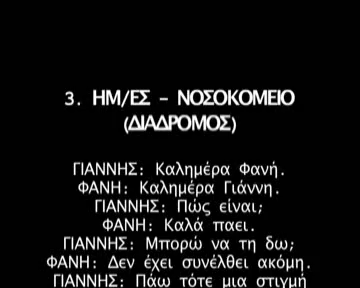 3. ΗΜ/ΕΣ – ΝΟΣΟΚΟΜΕΙΟ
(ΔΙΑΔΡΟΜΟΣ)
ΓΙΑΝΝΗΣ: Καλημέρα Φανή.
ΦΑΝΗ: Καλημέρα Γιάννη.
ΓΙΑΝΝΗΣ: Πώς είναι;
ΦΑΝΗ: Καλά παει.
ΓΙΑΝΝΗΣ: Μπορώ να τη δω;
ΦΑΝΗ: Δεν έχει συνέλθει ακόμη.
ΓΙΑΝΝΗΣ: Πάω τότε μια στιγμή